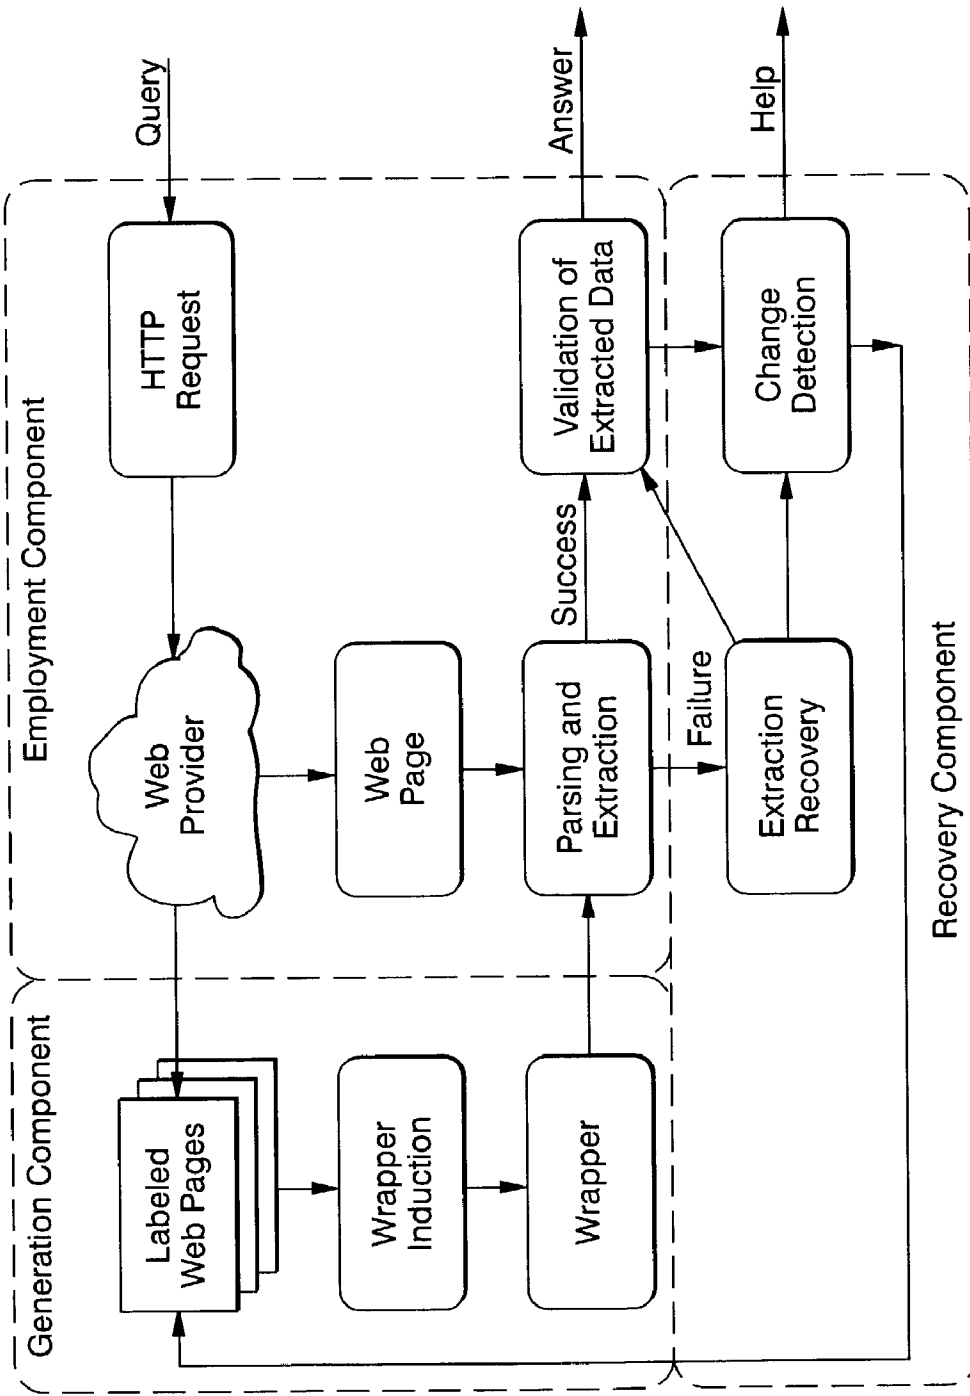 Generation Component
Employment Component
Labeled
Web Pages
Web
Provider
HTTP
Request
Query
Wrapper
Induction
Web
Page
Wrapper
Parsing and
Extraction
Success
Validation of
Extracted Data
Answer
Failure
Extraction
Recovery
Change
Detection
Help
Recovery Component